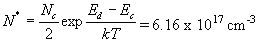 N* = N_c/2 exp (E_d − E_c)/kT = 6.16 x 10^17 cm^-3